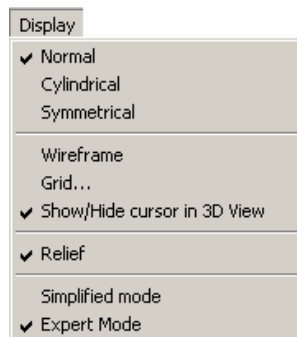 Display
Normal
Cylindrical
Symmetrical
Wireframe
Grid...
Show/Hide cursor in 3D View
Relief
Simplified mode
Expert Mode